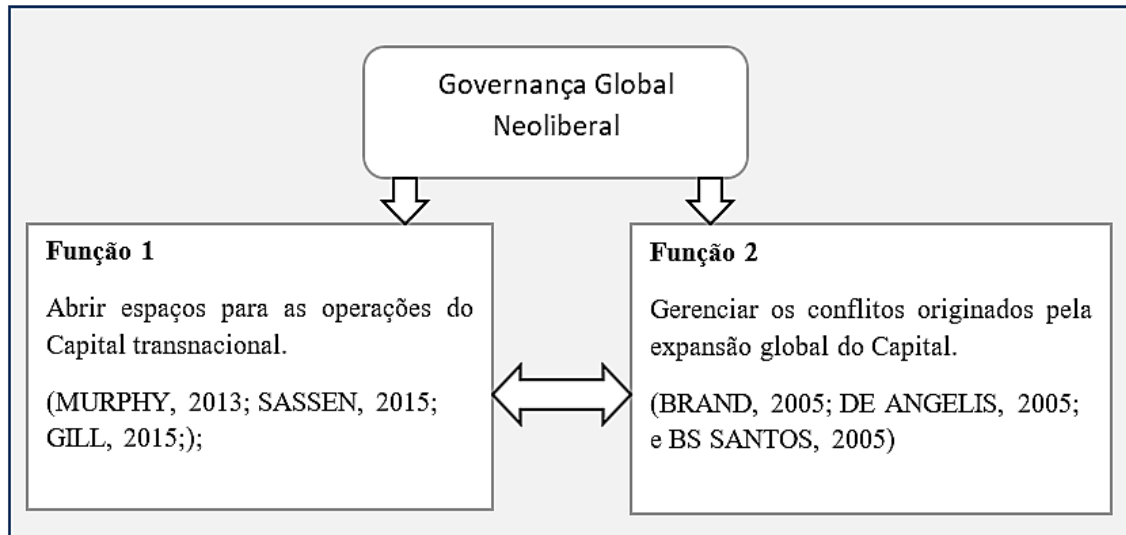 Governança Global
Neoliberal
Função 1
Abrir espaços para as operações do
Capital transnacional.
(MURPHY, 2013; SASSEN, 2015;
GILL, 2015;);
Função 2
Gerenciar os conflitos originados pela
expansão global do Capital.
(BRAND, 2005; DE ANGELIS, 2005;
e BS SANTOS, 2005)